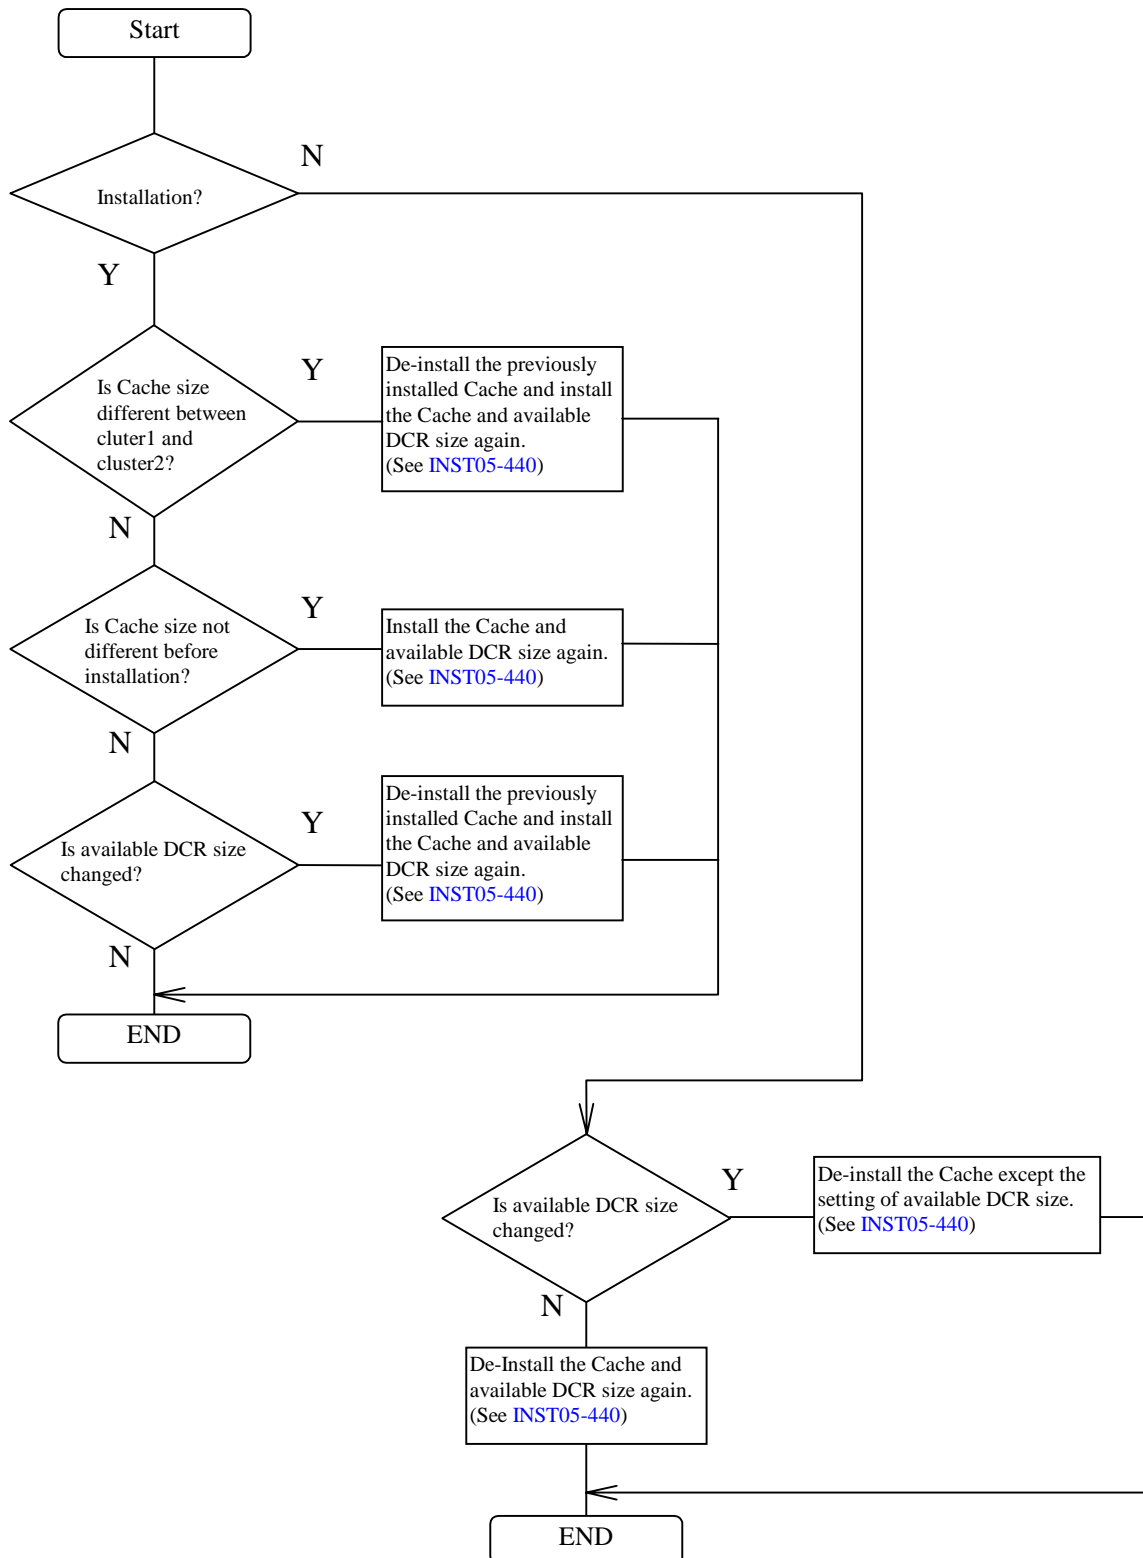 Start
N
Installation?
Y
Is Cache size
different between
cluter1 and
cluster2?
Y
De-install the previously
installed Cache and install
the Cache and available
DCR size again.
(See INST05-440)
N
Is Cache size not
different before
installation?
Y
Install the Cache and
available DCR size again.
(See INST05-440)
N
Is available DCR size
changed?
Y
De-install the previously
installed Cache and install
the Cache and available
DCR size again.
(See INST05-440)
N
END
Is available DCR size
changed?
Y
De-install the Cache except the
setting of available DCR size.
(See INST05-440)
N
De-Install the Cache and
available DCR size again.
(See INST05-440)
END